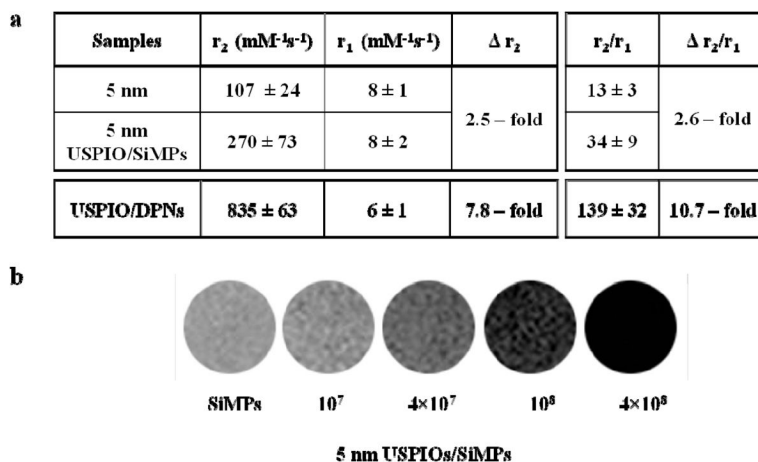 a
Samples r₂ (mM⁻¹s⁻¹) r₁ (mM⁻¹s⁻¹) Δ r₂ r₂/r₁ Δ r₂/r₁
5 nm 107 ± 24 8 ± 1 2.5 – fold 13 ± 3 2.6 – fold
5 nm
USPIO/SiMPs 270 ± 73 8 ± 2 34 ± 9
USPIO/DPNs 835 ± 63 6 ± 1 7.8 – fold 139 ± 32 10.7 – fold
b
SiMPs 10⁷ 4×10⁷ 10⁸ 4×10⁸
5 nm USPIOs/SiMPs